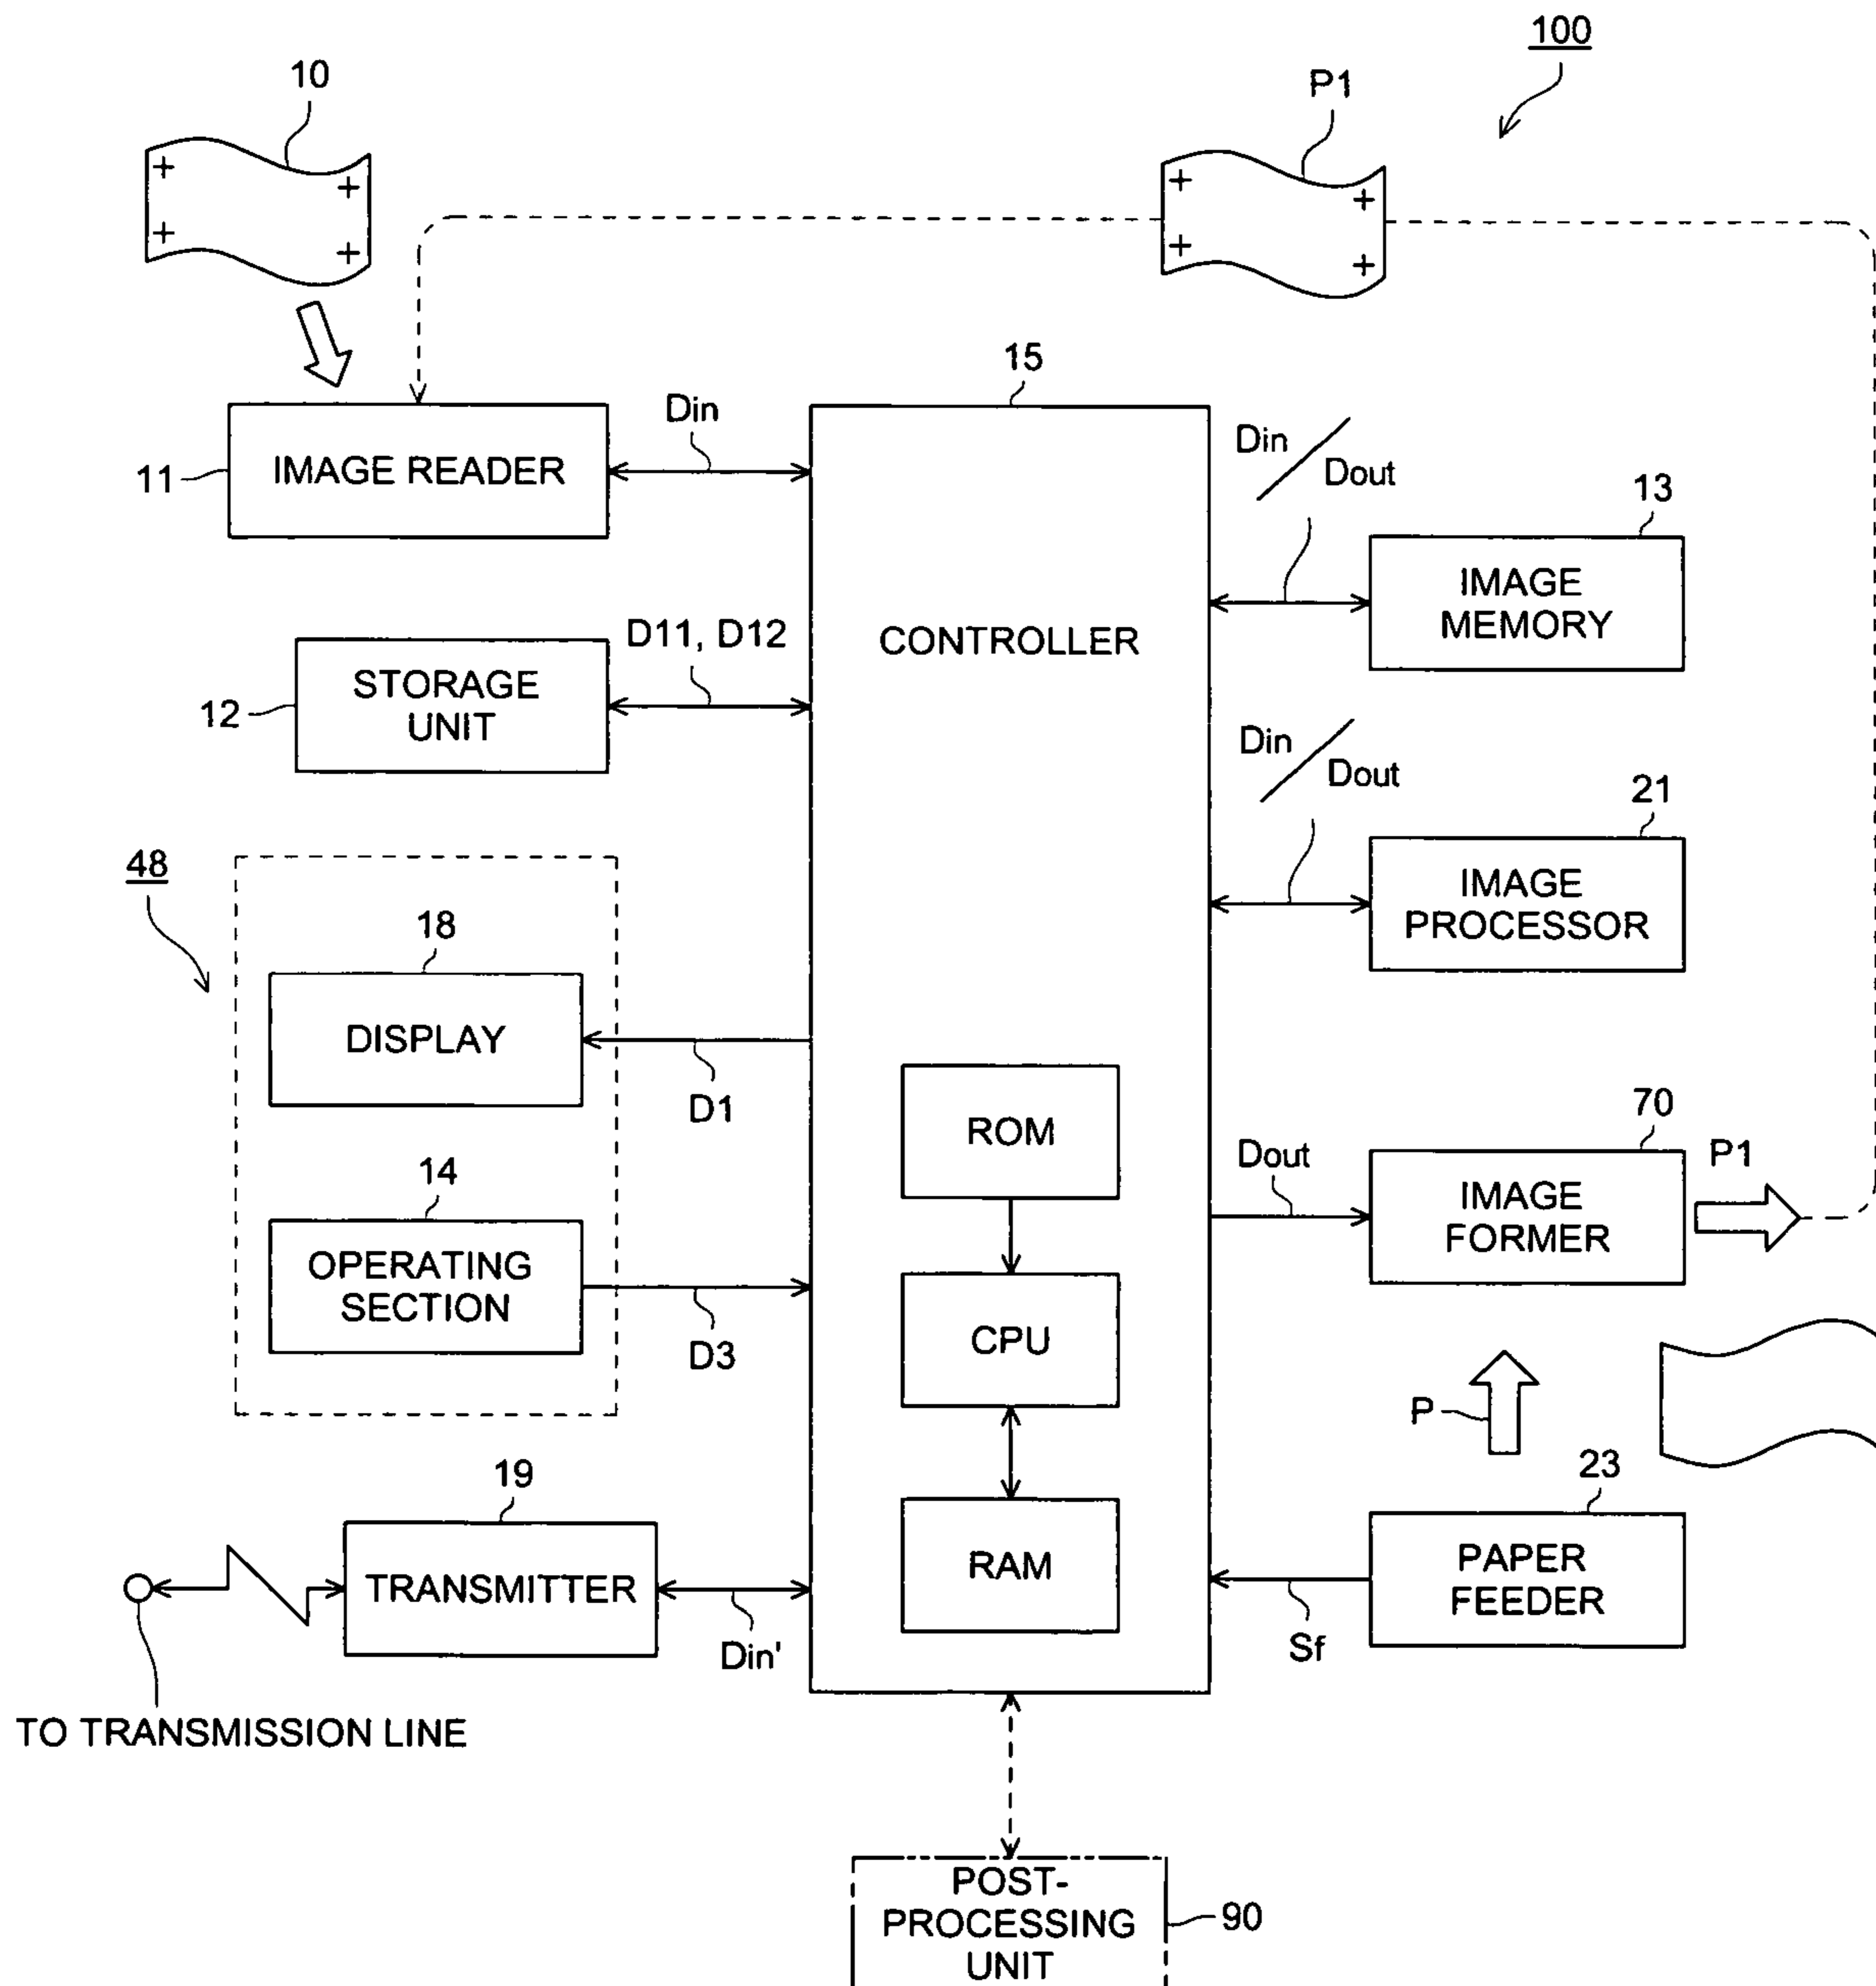 100
10
P1
15
Din
11
IMAGE READER
Din
Dout
13
IMAGE
MEMORY
CONTROLLER
D11, D12
12
STORAGE
UNIT
Din
Dout
21
IMAGE
PROCESSOR
48
18
DISPLAY
D1
ROM
70
Dout
P1
IMAGE
FORMER
14
OPERATING
SECTION
D3
CPU
P
19
TRANSMITTER
Din'
RAM
23
PAPER
FEEDER
Sf
TO TRANSMISSION LINE
POST-
PROCESSING
UNIT
90